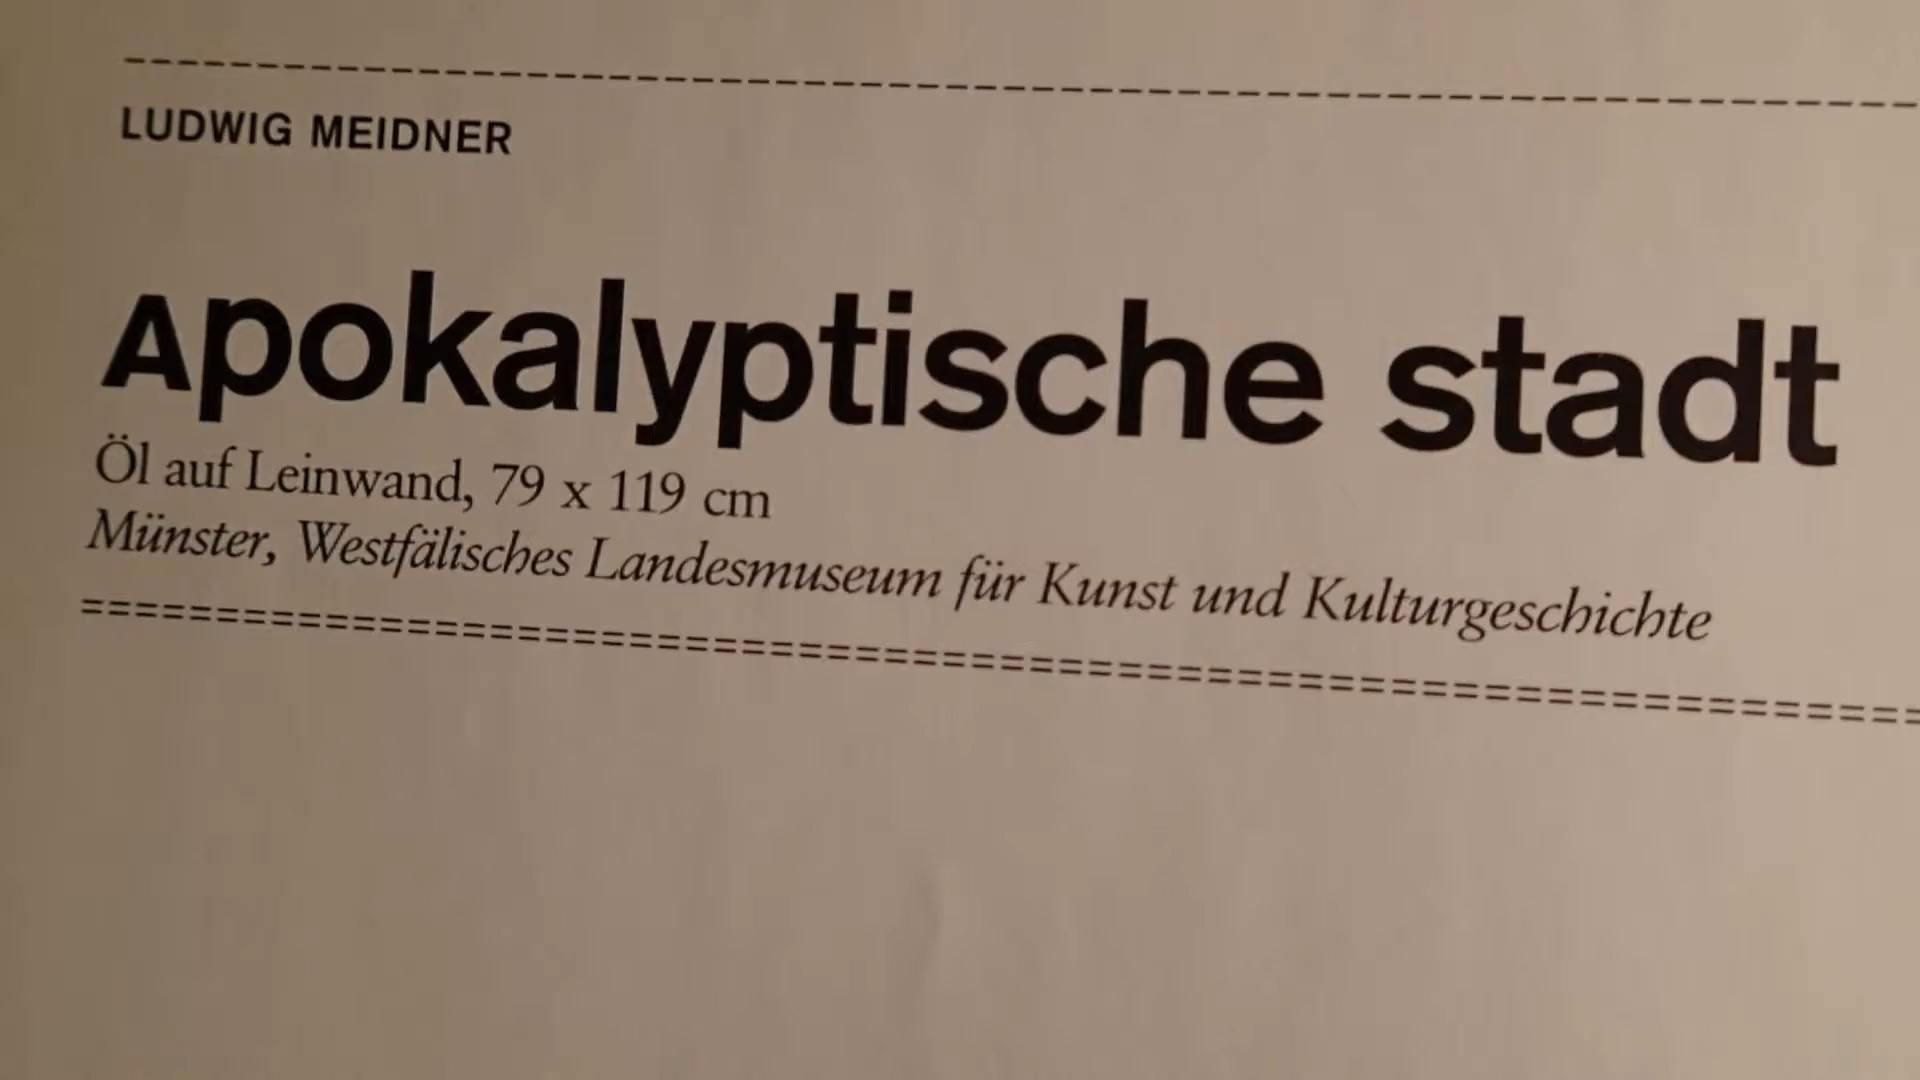 LUDWIG MEIDNER
Apokalyptische stadt
Öl auf Leinwand, 79 x 119 cm
Münster, Westfälisches Landesmuseum für Kunst und Kulturgeschichte